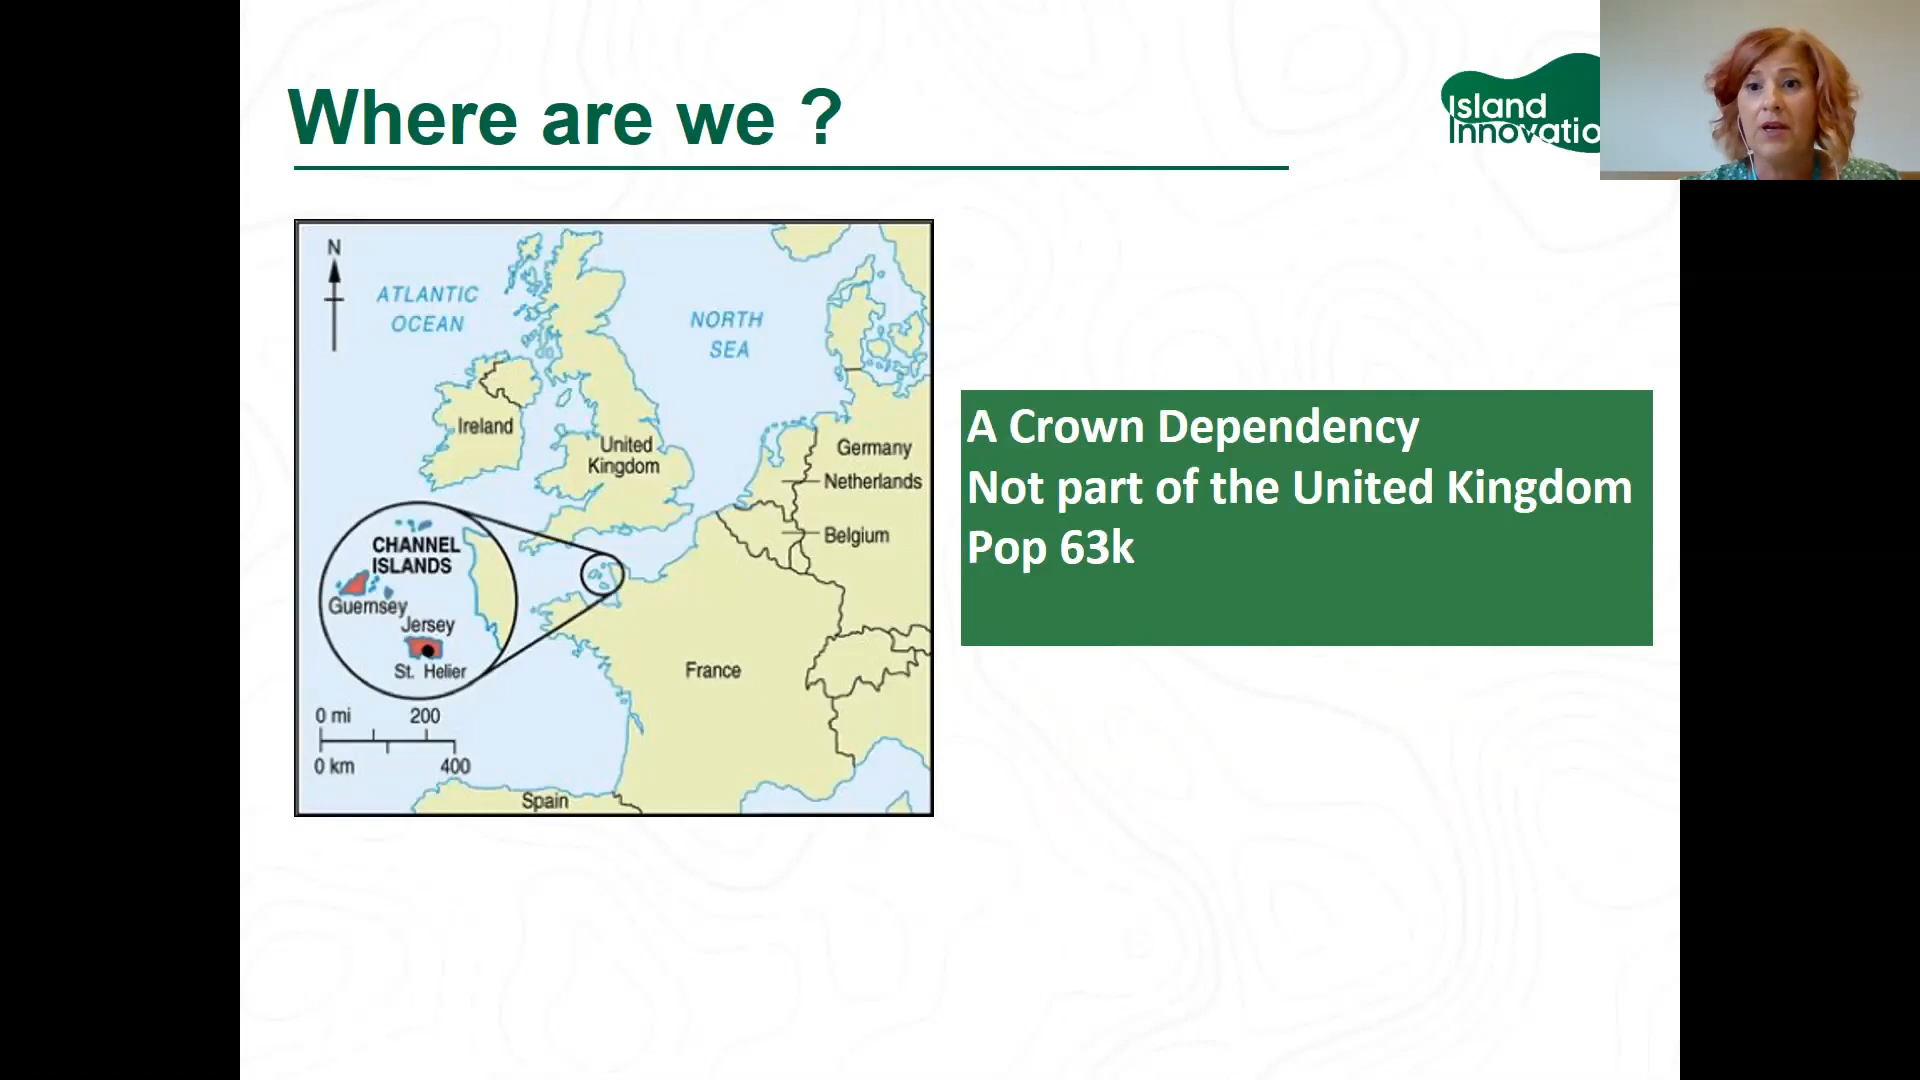 Where are we ?
Island
Innovatio
N
ATLANTIC
OCEAN
NORTH
SEA
Ireland
United
Kingdom
Germany
Netherlands
Belgium
CHANNEL
ISLANDS
Guernsey
Jersey
St. Helier
France
0 mi 200
0 km 400
Spain
A Crown Dependency
Not part of the United Kingdom
Pop 63k